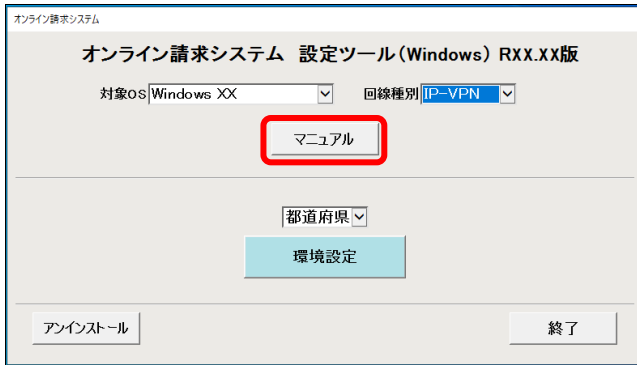 オンライン請求システム
オンライン請求システム 設定ツール(Windows) RXX.XX版
対象OS Windows XX 回線種別 IP-VPN
マニュアル
都道府県
環境設定
アンインストール 終了